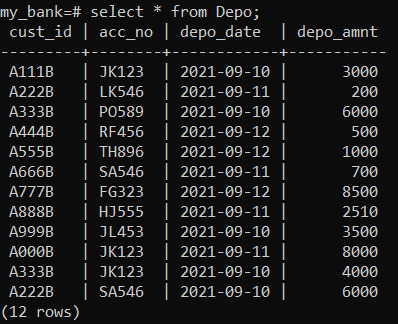 my_bank=# select * from Depo;
 cust_id | acc_no | depo_date  | depo_amnt
---------+--------+------------+-----------
 A111B   | JK123  | 2021-09-10 |      3000
 A222B   | LK546  | 2021-09-11 |       200
 A333B   | PO589  | 2021-09-10 |      6000
 A444B   | RF456  | 2021-09-12 |       500
 A555B   | TH896  | 2021-09-12 |      1000
 A666B   | SA546  | 2021-09-11 |       700
 A777B   | FG323  | 2021-09-12 |      8500
 A888B   | HJ555  | 2021-09-11 |      2510
 A999B   | JL453  | 2021-09-10 |      3500
 A000B   | JK123  | 2021-09-11 |      8000
 A333B   | JK123  | 2021-09-10 |      4000
 A222B   | SA546  | 2021-09-10 |      6000
(12 rows)